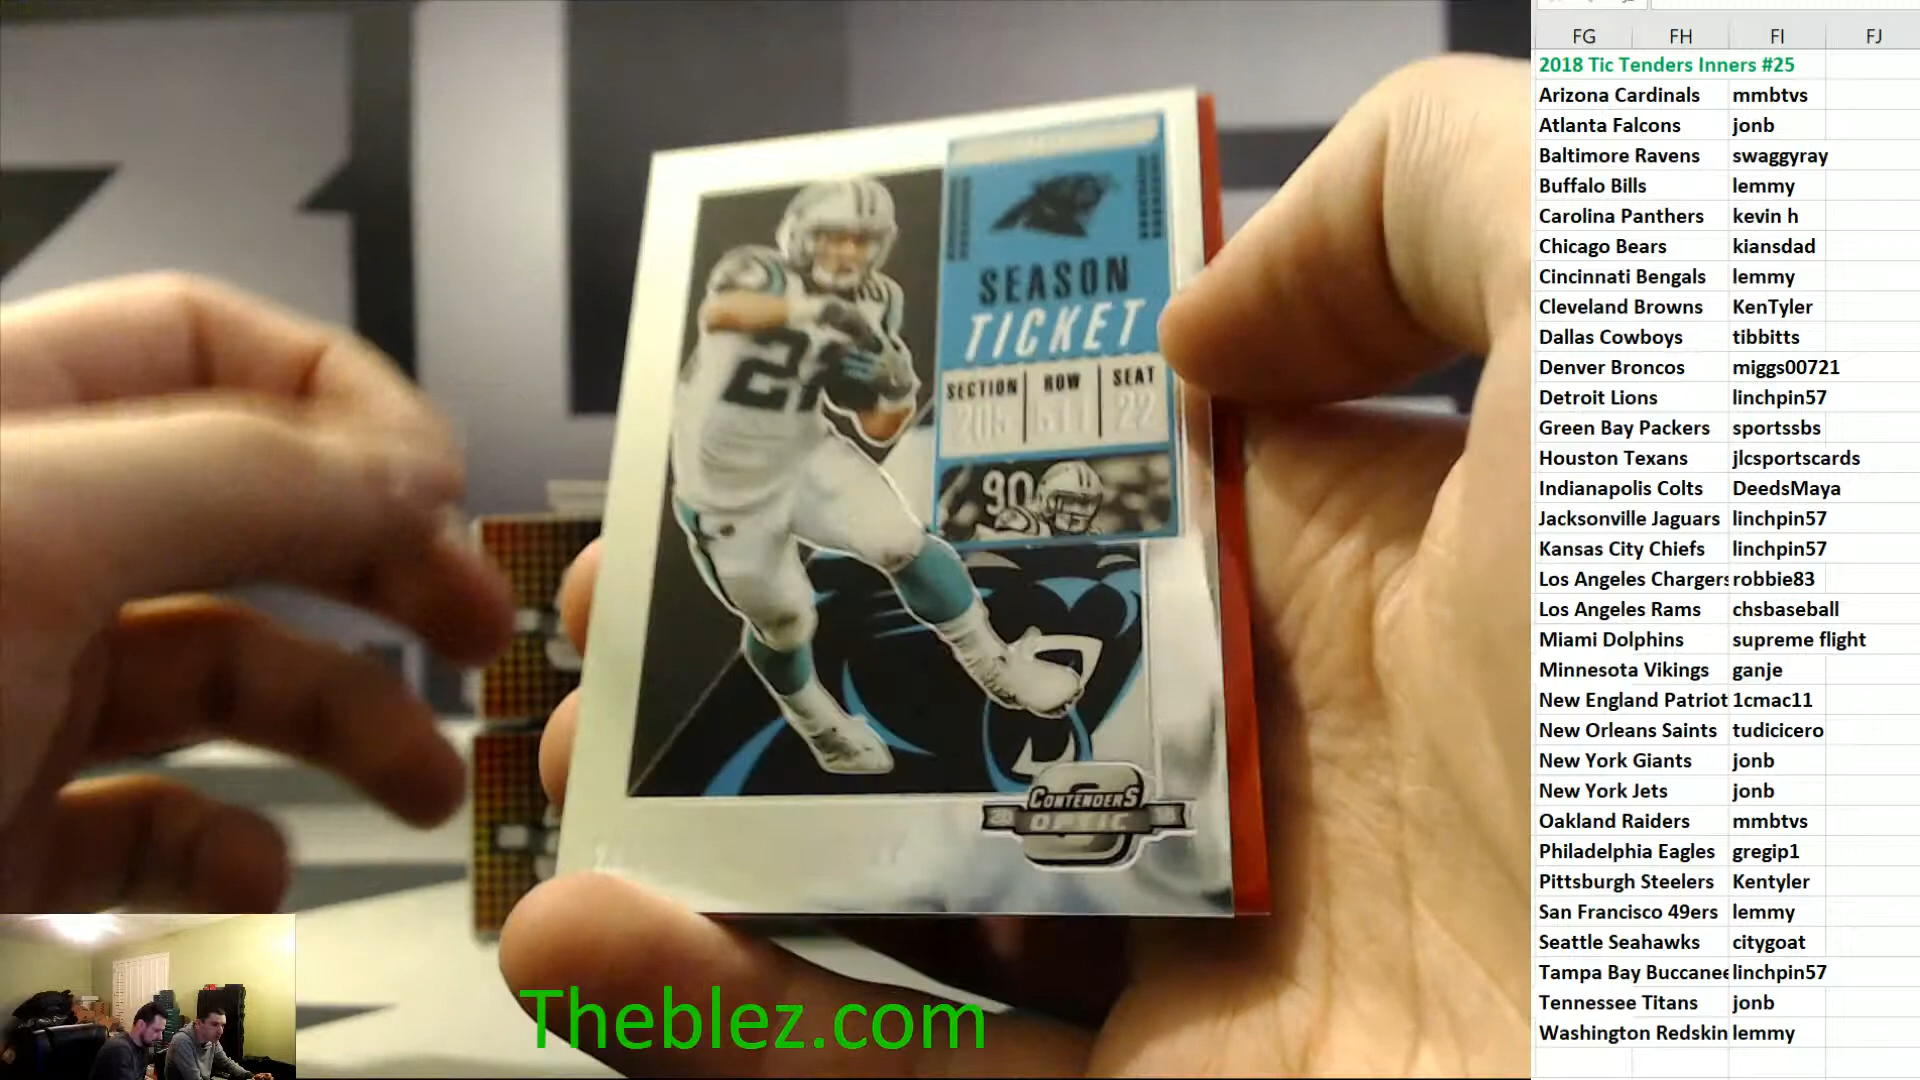 SEASON
TICKET
SECTION ROW SEAT
205 511 22
90
CONTENDERS
OPTIC
Theblez.com
FG FH FI FJ
2018 Tic Tenders Inners #25
Arizona Cardinals mmbtvs
Atlanta Falcons jonb
Baltimore Ravens swaggyray
Buffalo Bills lemmy
Carolina Panthers kevin h
Chicago Bears kiansdad
Cincinnati Bengals lemmy
Cleveland Browns KenTyler
Dallas Cowboys tibbitts
Denver Broncos miggs00721
Detroit Lions linchpin57
Green Bay Packers sportssbs
Houston Texans jlcsportscards
Indianapolis Colts DeedsMaya
Jacksonville Jaguars linchpin57
Kansas City Chiefs linchpin57
Los Angeles Chargers robbie83
Los Angeles Rams chsbaseball
Miami Dolphins supreme flight
Minnesota Vikings ganje
New England Patriot 1cmac11
New Orleans Saints tudicicero
New York Giants jonb
New York Jets jonb
Oakland Raiders mmbtvs
Philadelphia Eagles gregip1
Pittsburgh Steelers Kentyler
San Francisco 49ers lemmy
Seattle Seahawks citygoat
Tampa Bay Buccanee linchpin57
Tennessee Titans jonb
Washington Redskin lemmy